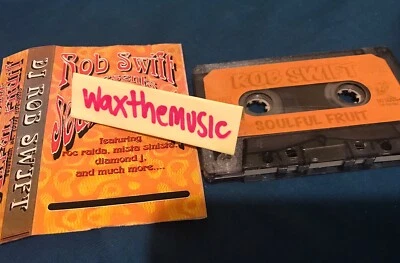 DJ ROB SWIFT
Rob Swift
waxthemusic
Featuring
roc raida, mista sinista,
diamond j.
and much more....
ROB SWIFT
SOULFUL FRUIT